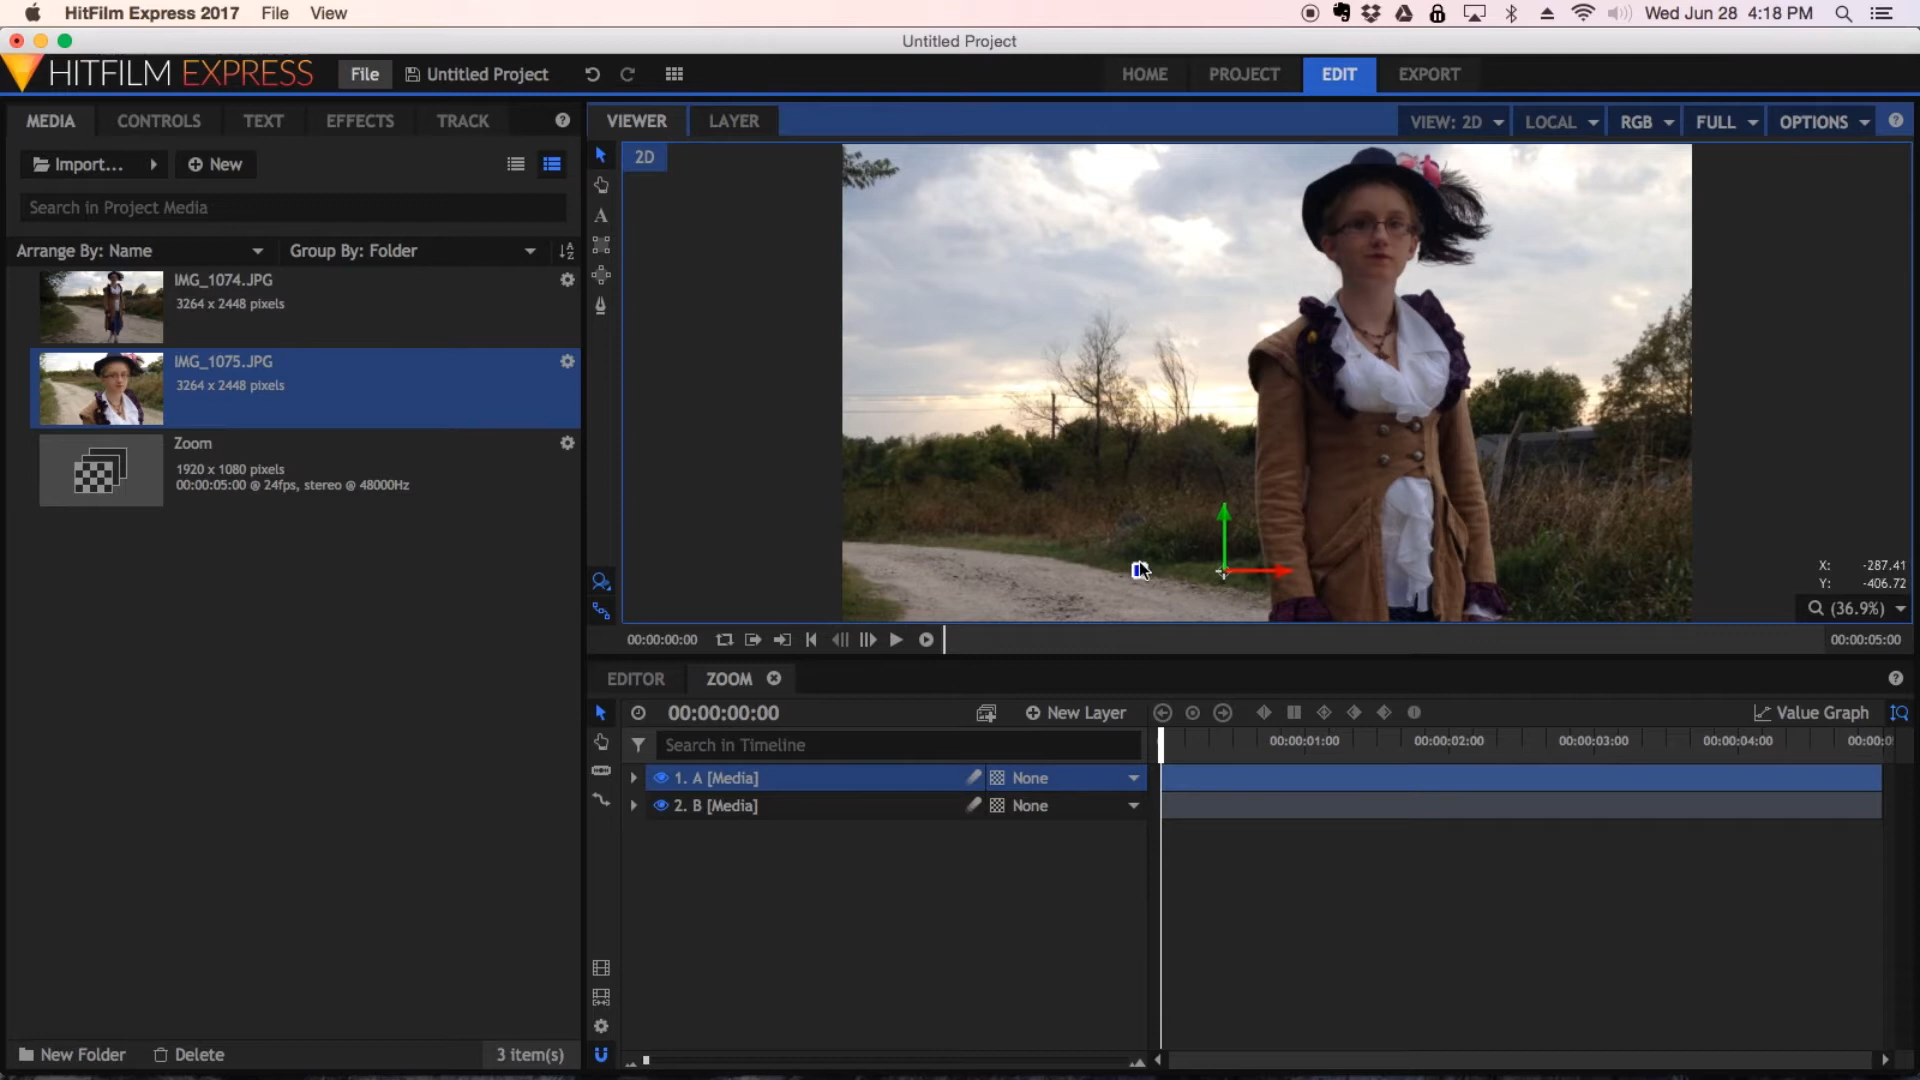 HitFilm Express 2017 File View Wed Jun 28 4:18 PM
Untitled Project
HITFILM EXPRESS File Untitled Project HOME PROJECT EDIT EXPORT
MEDIA CONTROLS TEXT EFFECTS TRACK
Import... New
Search in Project Media
Arrange By: Name Group By: Folder
IMG_1074.JPG
3264 x 2448 pixels
IMG_1075.JPG
3264 x 2448 pixels
Zoom
1920 x 1080 pixels
00:00:05:00 @ 24fps, stereo @ 48000Hz
New Folder Delete 3 item(s)
VIEWER LAYER VIEW: 2D LOCAL RGB FULL OPTIONS
2D
A
X: -287.41
Y: -406.72
(36.9%)
00:00:00:00 00:00:05:00
EDITOR ZOOM
00:00:00:00 New Layer Value Graph
Search in Timeline 00:00:01:00 00:00:02:00 00:00:03:00 00:00:04:00 00:00:0
1. A [Media] None
2. B [Media] None